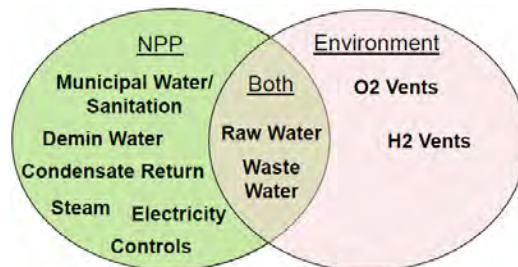 NPP
Municipal Water/
Sanitation
Demin Water
Condensate Return
Steam
Electricity
Controls
Both
Raw Water
Waste
Water
Environment
O2 Vents
H2 Vents